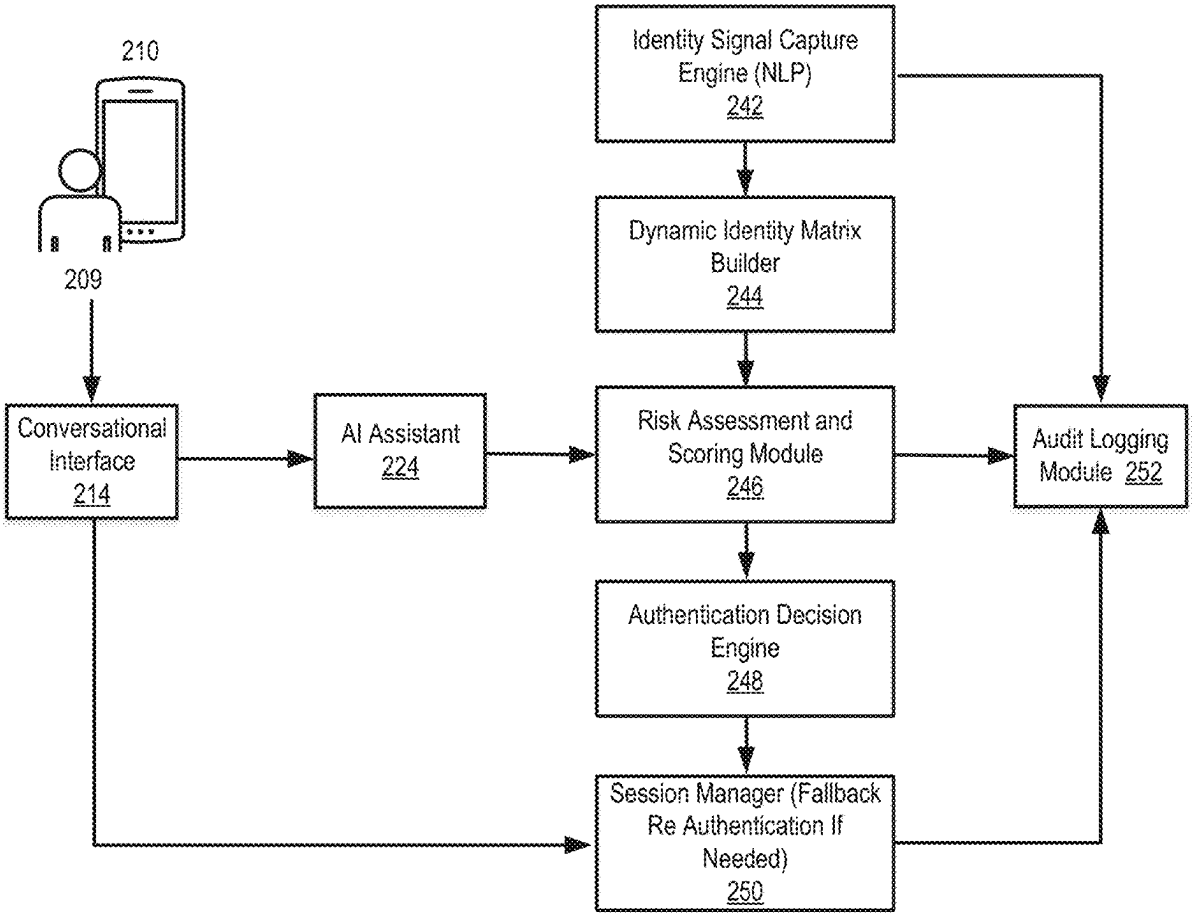 210
209
Conversational
Interface
214
AI Assistant
224
Identity Signal Capture
Engine (NLP)
242
Dynamic Identity Matrix
Builder
244
Risk Assessment and
Scoring Module
246
Authentication Decision
Engine
248
Session Manager (Fallback
Re Authentication If
Needed)
250
Audit Logging
Module 252